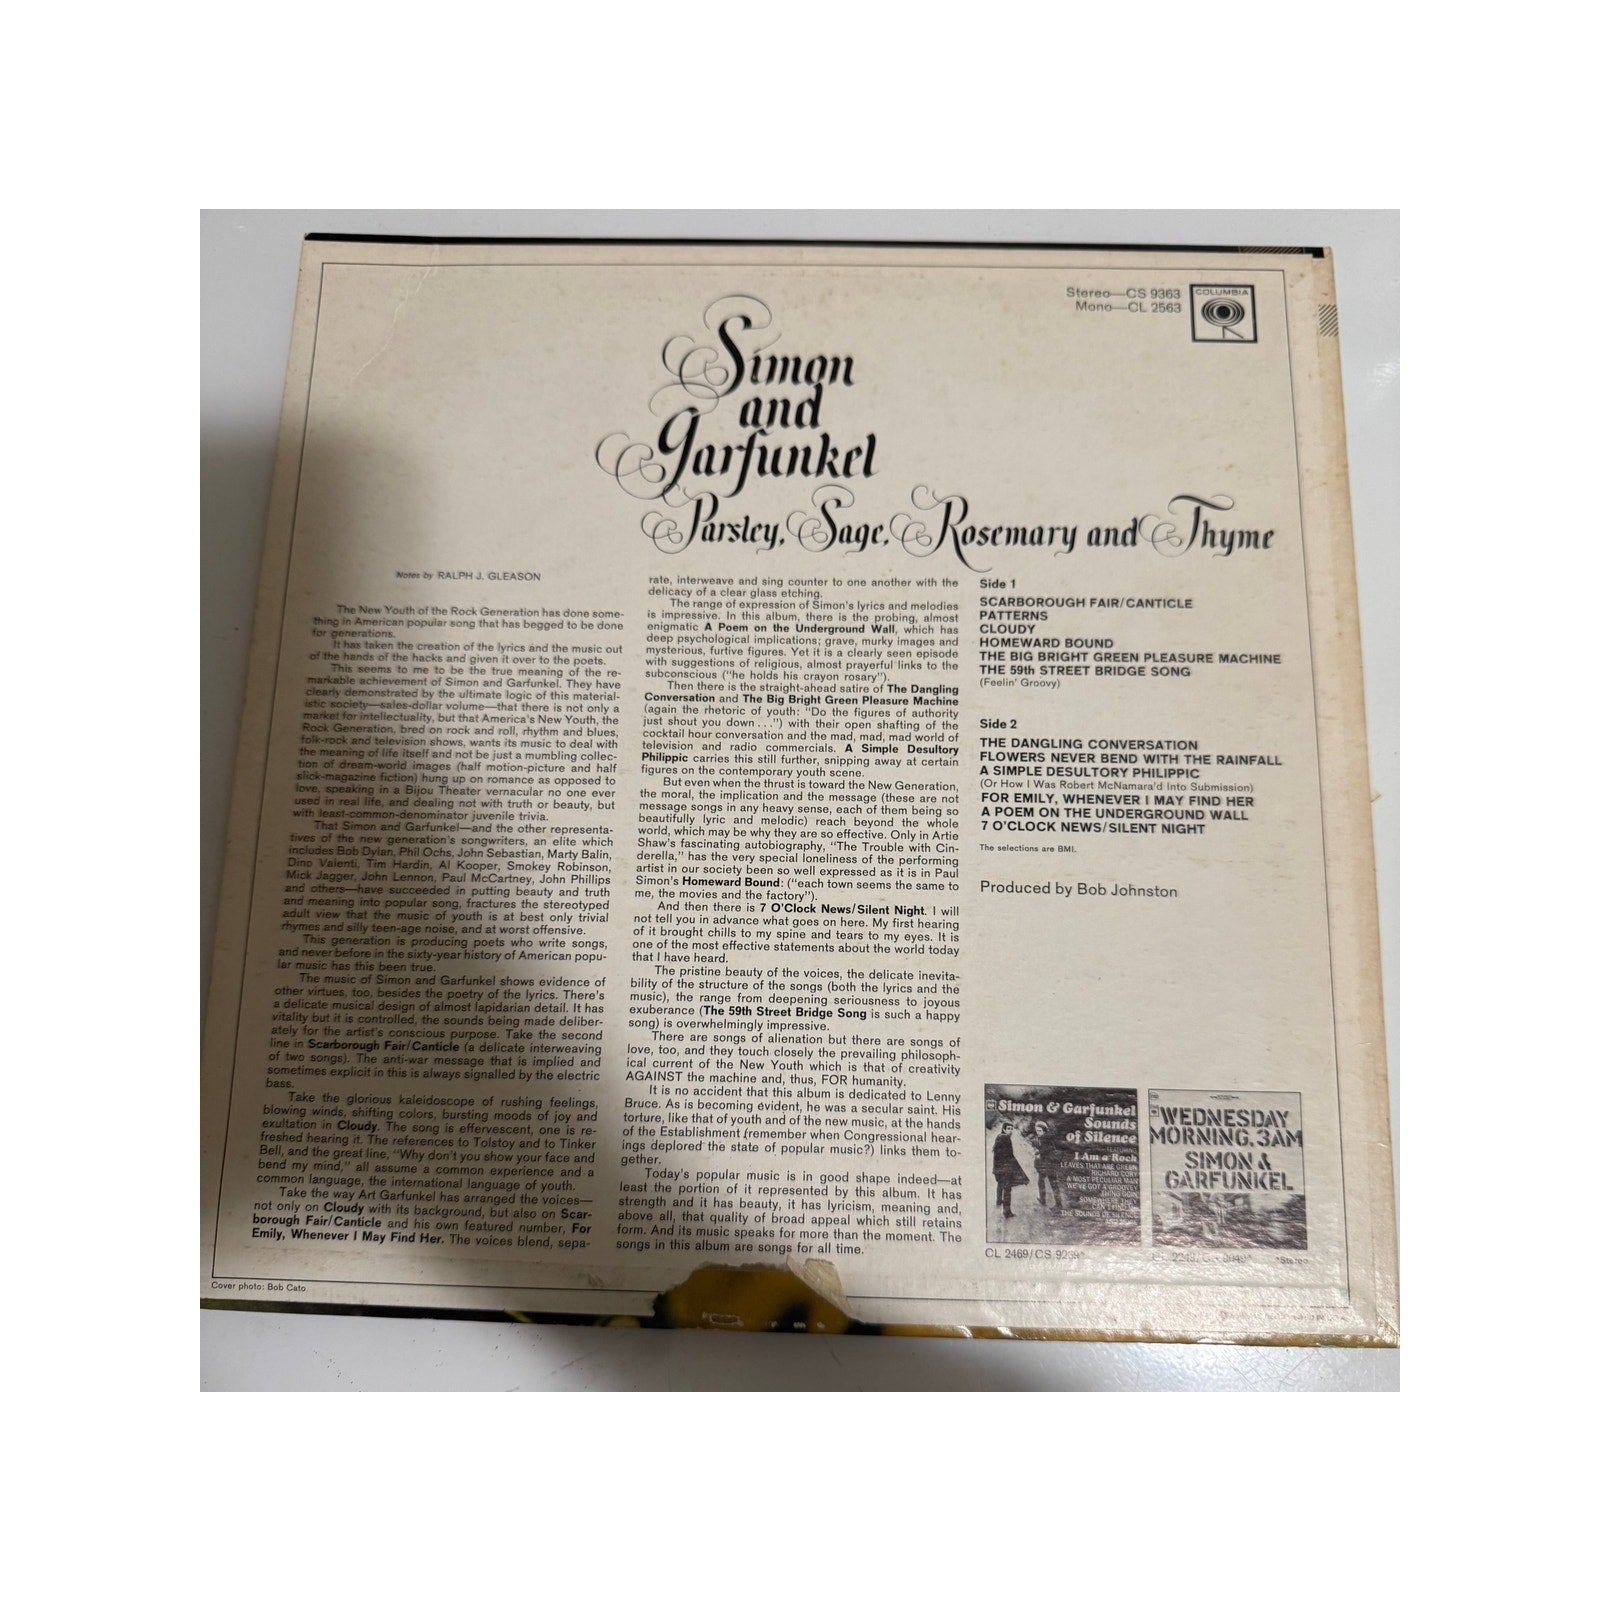 Stereo—CS 9363
Mono—CL 2563
COLUMBIA
Simon
and
Garfunkel
Parsley, Sage, Rosemary and Thyme
Notes by RALPH J. GLEASON
The New Youth of the Rock Generation has done some-
thing in American popular song that has begged to be done
for generations.
It has taken the creation of the lyrics and the music out
of the hands of the hacks and given it over to the poets.
This seems to me to be the true meaning of the re-
markable achievement of Simon and Garfunkel. They have
clearly demonstrated by the ultimate logic of this material-
istic society—sales-dollar volume—that there is not only a
market for intellectuality, but that America's New Youth, the
Rock Generation, bred on rock and roll, rhythm and blues,
folk-rock and television shows, wants its music to deal with
the meaning of life itself and not be just a mumbling collec-
tion of dream-world images (half motion-picture and half
slick-magazine fiction) hung up on romance as opposed to
love, speaking in a Bijou Theater vernacular no one ever
used in real life, and dealing not with truth or beauty, but
with least-common-denominator juvenile trivia.
That Simon and Garfunkel—and the other representa-
tives of the new generation's songwriters, an elite which
includes Bob Dylan, Phil Ochs, John Sebastian, Marty Balin,
Dino Valenti, Tim Hardin, Al Kooper, Smokey Robinson,
Mick Jagger, John Lennon, Paul McCartney, John Phillips
and others—have succeeded in putting beauty and truth
and meaning into popular song, fractures the stereotyped
adult view that the music of youth is at best only trivial
rhymes and silly teen-age noise, and at worst offensive.
This generation is producing poets who write songs,
and never before in the sixty-year history of American popu-
lar music has this been true.
The music of Simon and Garfunkel shows evidence of
other virtues, too, besides the poetry of the lyrics. There's
a delicate musical design of almost lapidarian detail. It has
vitality but it is controlled, the sounds being made deliber-
ately for the artist's conscious purpose. Take the second
line in Scarborough Fair/Canticle (a delicate interweaving
of two songs). The anti-war message that is implied and
sometimes explicit in this is always signalled by the electric
bass.
Take the glorious kaleidoscope of rushing feelings,
blowing winds, shifting colors, bursting moods of joy and
exultation in Cloudy. The song is effervescent, one is re-
freshed hearing it. The references to Tolstoy and to Tinker
Bell, and the great line, "Why don't you show your face and
bend my mind," all assume a common experience and a
common language, the international language of youth.
Take the way Art Garfunkel has arranged the voices—
not only on Cloudy with its background, but also on Scar-
borough Fair/Canticle and his own featured number, For
Emily, Whenever I May Find Her. The voices blend, sepa-
rate, interweave and sing counter to one another with the
delicacy of a clear glass etching.
The range of expression of Simon's lyrics and melodies
is impressive. In this album, there is the probing, almost
enigmatic A Poem on the Underground Wall, which has
deep psychological implications; grave, murky images and
mysterious, furtive figures. Yet it is a clearly seen episode
with suggestions of religious, almost prayerful links to the
subconscious ("he holds his crayon rosary").
Then there is the straight-ahead satire of The Dangling
Conversation and The Big Bright Green Pleasure Machine
(again the rhetoric of youth: "Do the figures of authority
just shout you down . . .") with their open shafting of the
cocktail hour conversation and the mad, mad, mad world of
television and radio commercials. A Simple Desultory
Philippic carries this still further, snipping away at certain
figures on the contemporary youth scene.
But even when the thrust is toward the New Generation,
the moral, the implication and the message (these are not
message songs in any heavy sense, each of them being so
beautifully lyric and melodic) reach beyond the whole
world, which may be why they are so effective. Only in Artie
Shaw's fascinating autobiography, "The Trouble with Cin-
derella," has the very special loneliness of the performing
artist in our society been so well expressed as it is in Paul
Simon's Homeward Bound: ("each town seems the same to
me, the movies and the factory").
And then there is 7 O'Clock News/Silent Night. I will
not tell you in advance what goes on here. My first hearing
of it brought chills to my spine and tears to my eyes. It is
one of the most effective statements about the world today
that I have heard.
The pristine beauty of the voices, the delicate inevita-
bility of the structure of the songs (both the lyrics and the
music), the range from deepening seriousness to joyous
exuberance (The 59th Street Bridge Song is such a happy
song) is overwhelmingly impressive.
There are songs of alienation but there are songs of
love, too, and they touch closely the prevailing philosoph-
ical current of the New Youth which is that of creativity
AGAINST the machine and, thus, FOR humanity.
It is no accident that this album is dedicated to Lenny
Bruce. As is becoming evident, he was a secular saint. His
torture, like that of youth and of the new music, at the hands
of the Establishment (remember when Congressional hear-
ings deplored the state of popular music?) links them to-
gether.
Today's popular music is in good shape indeed—at
least the portion of it represented by this album. It has
strength and it has beauty, it has lyricism, meaning and,
above all, that quality of broad appeal which still retains
form. And its music speaks for more than the moment. The
songs in this album are songs for all time.
Side 1
SCARBOROUGH FAIR/CANTICLE
PATTERNS
CLOUDY
HOMEWARD BOUND
THE BIG BRIGHT GREEN PLEASURE MACHINE
THE 59th STREET BRIDGE SONG
(Feelin' Groovy)
Side 2
THE DANGLING CONVERSATION
FLOWERS NEVER BEND WITH THE RAINFALL
A SIMPLE DESULTORY PHILIPPIC
(Or How I Was Robert McNamara'd Into Submission)
FOR EMILY, WHENEVER I MAY FIND HER
A POEM ON THE UNDERGROUND WALL
7 O'CLOCK NEWS/SILENT NIGHT
The selections are BMI.
Produced by Bob Johnston
Simon & Garfunkel
Sounds
of Silence
I Am a Rock
LEAVES THAT ARE GREEN
RICHARD CORY
A MOST PECULIAR MAN
WE'VE GOT A GROOVEY
THING GOIN'
SOMEWHERE THEY
THE SOUNDS OF SILENCE
CL 2469/CS 9269*
WEDNESDAY
MORNING, 3AM
SIMON &
GARFUNKEL
*Stereo
Cover photo: Bob Cato